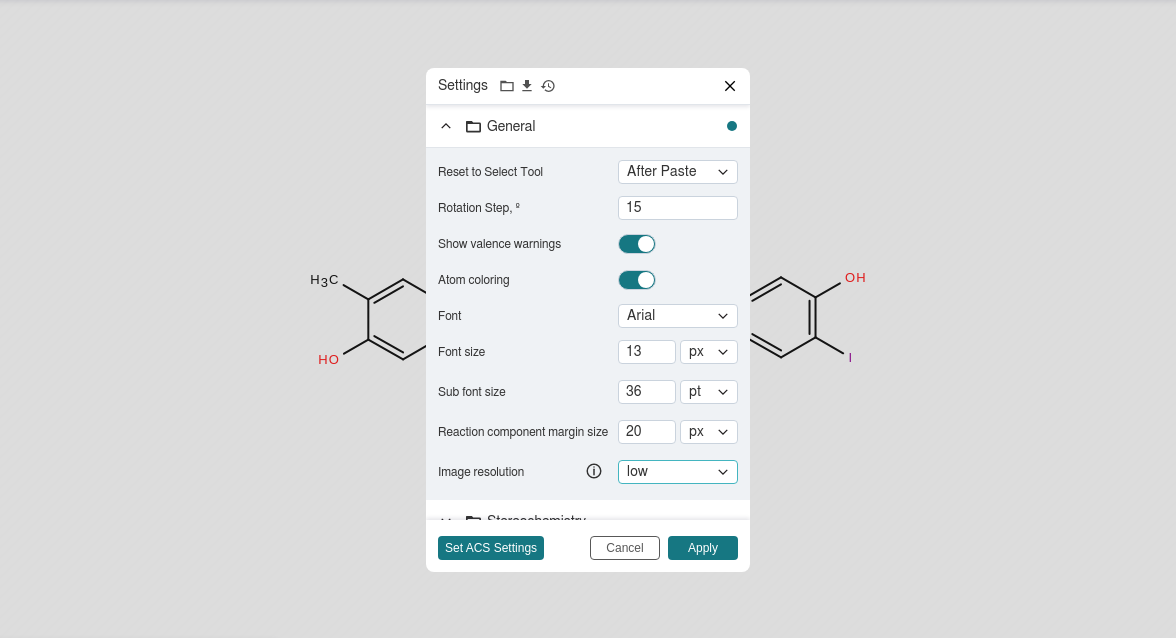 Settings
General
Reset to Select Tool After Paste
Rotation Step, º 15
Show valence warnings
Atom coloring
Font Arial
Font size 13 px
Sub font size 36 pt
Reaction component margin size 20 px
Image resolution low
Stereochemistry
Set ACS Settings Cancel Apply
H3C
HO
OH
I